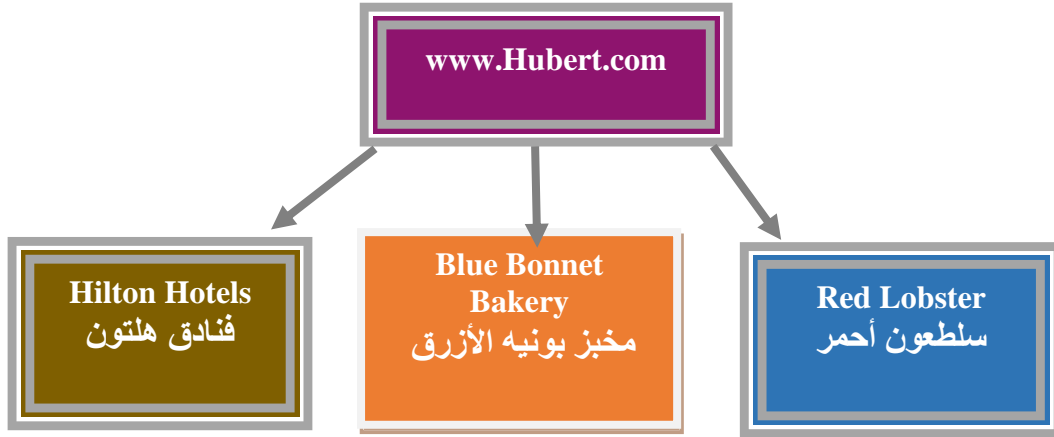 www.Hubert.com
Hilton Hotels
فنادق هلتون
Blue Bonnet
Bakery
مخبز بونيه الأزرق
Red Lobster
سلطعون أحمر